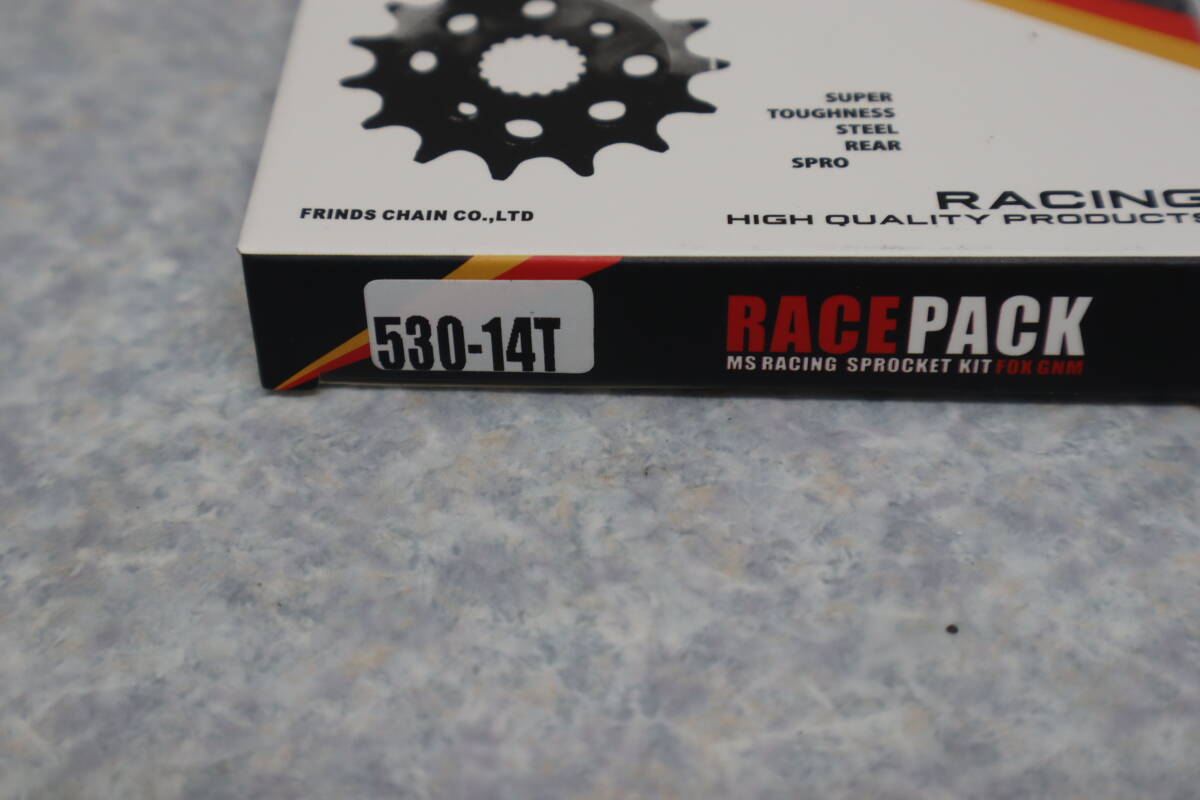 SUPER
TOUGHNESS
STEEL
REAR
SPRO
FRINDS CHAIN CO.,LTD
RACING
HIGH QUALITY PRODUCTS
530-14T
RACEPACK
MS RACING SPROCKET KIT FOX GNM